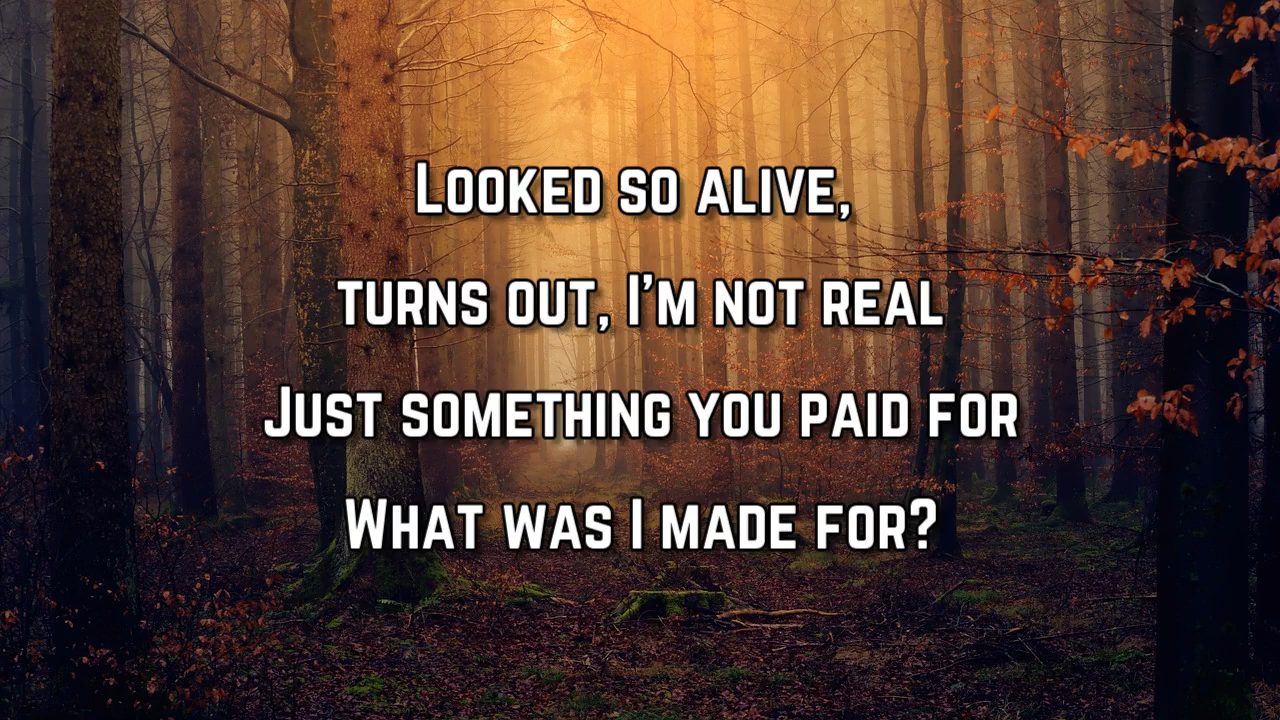 Looked so alive,
turns out, I'm not real
Just something you paid for
What was I made for?